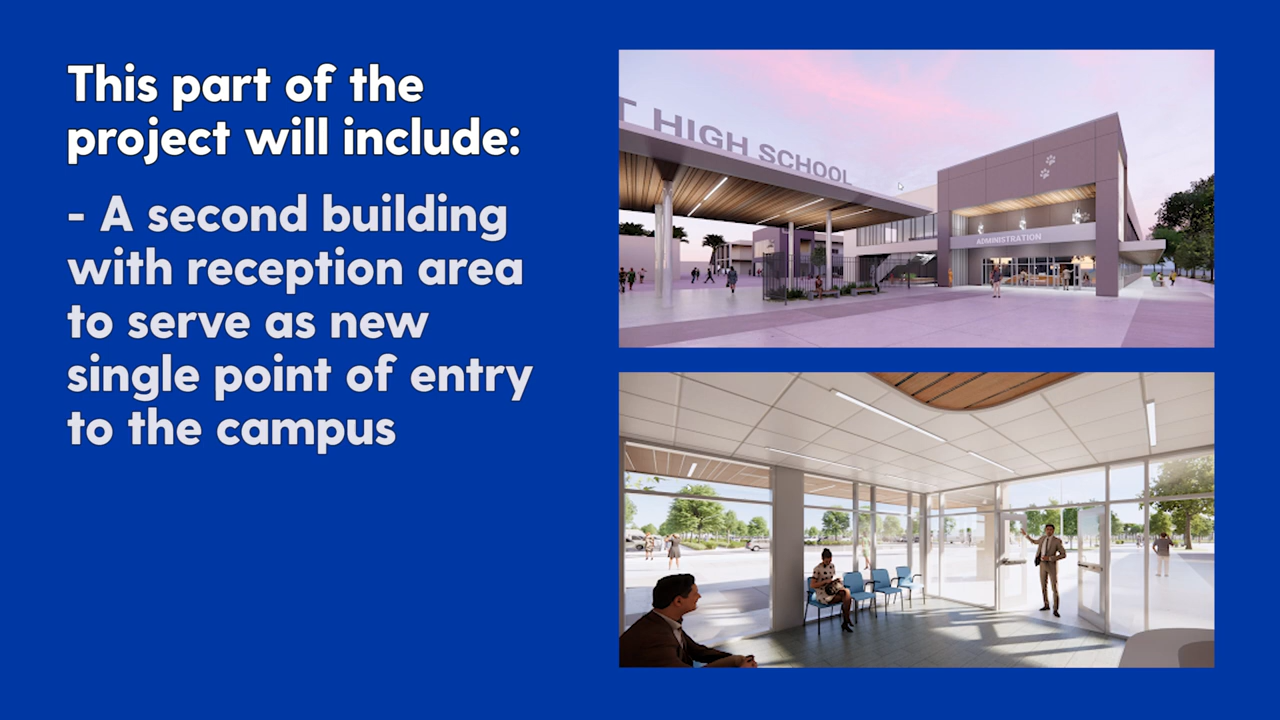 This part of the
project will include:
- A second building
with reception area
to serve as new
single point of entry
to the campus
T HIGH SCHOOL
ADMINISTRATION